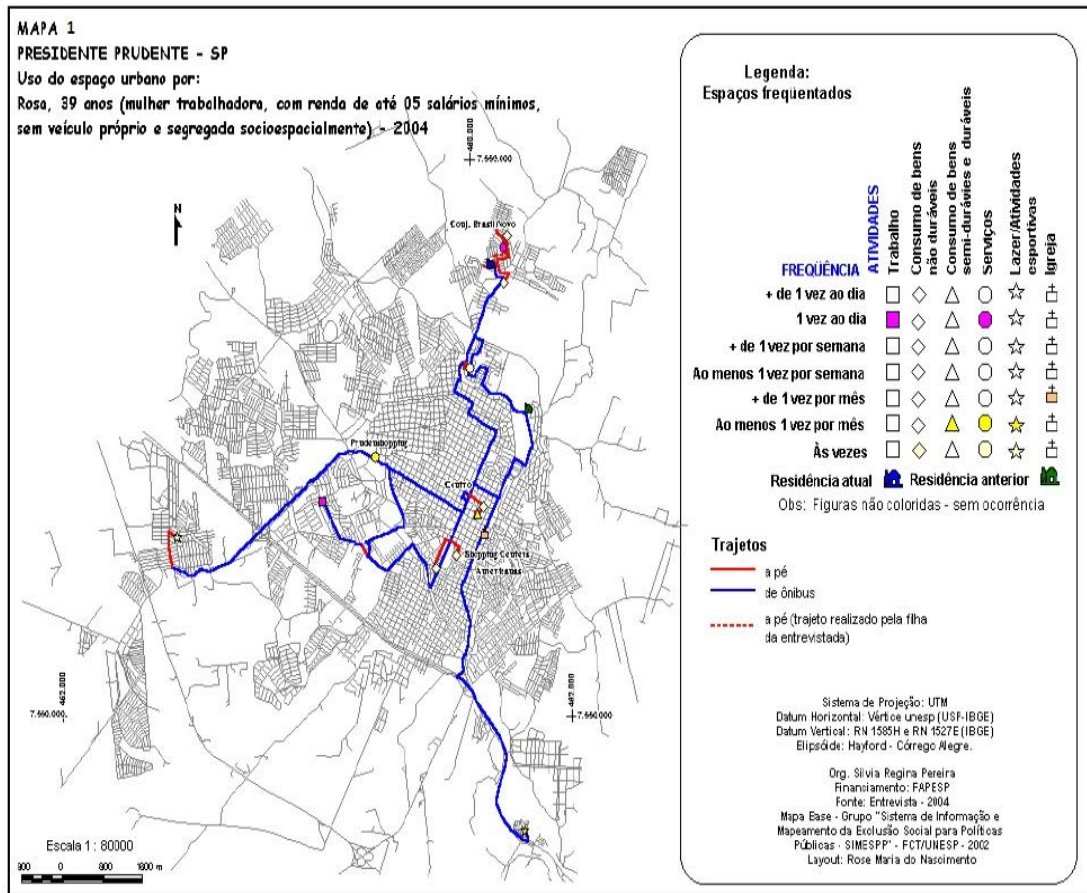 MAPA 1
PRESIDENTE PRUDENTE - SP
Uso do espaço urbano por:
Rosa, 39 anos (mulher trabalhadora, com renda de até 05 salários mínimos,
sem veículo próprio e segregada socioespacialmente) - 2004
480.000
7.560.000
N
Conj. Brasil Novo
Prudenshopping
Centro
Shopping Centers
Americanas
462.000
7.550.000
482.000
7.550.000
Escala 1 : 80000
800 0 800 1600 m
Legenda:
Espaços freqüentados
ATIVIDADES
Trabalho
Consumo de bens
não duráveis
Consumo de bens
semi-duráveis e duráveis
Serviços
Lazer/Atividades
esportivas
Igreja
FREQÜÊNCIA
+ de 1 vez ao dia
1 vez ao dia
+ de 1 vez por semana
Ao menos 1 vez por semana
+ de 1 vez por mês
Ao menos 1 vez por mês
Às vezes
Residência atual Residência anterior
Obs: Figuras não coloridas - sem ocorrência
Trajetos
a pé
de ônibus
a pé (trajeto realizado pela filha
da entrevistada)
Sistema de Projeção: UTM
Datum Horizontal: Vértice unesp (USP-IBGE)
Datum Vertical: RN 1585H e RN 1527E (IBGE)
Elipsóide: Hayford - Córrego Alegre.
Org. Silvia Regina Pereira
Financiamento: FAPESP
Fonte: Entrevista - 2004
Mapa Base - Grupo "Sistema de Informação e
Mapeamento da Exclusão Social para Políticas
Públicas - SIMESPP" - FCT/UNESP - 2002
Layout: Rose Maria do Nascimento